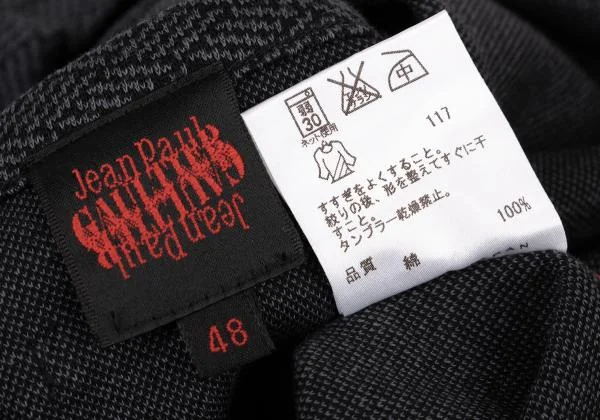 Jean Paul
GAULTIER
Jean Paul
48
弱
30
ネット使用
中
117
すすぎをよくすること。
絞りの後、形を整えてすぐに干
すこと。
タンブラー乾燥禁止。
品質 綿 100%